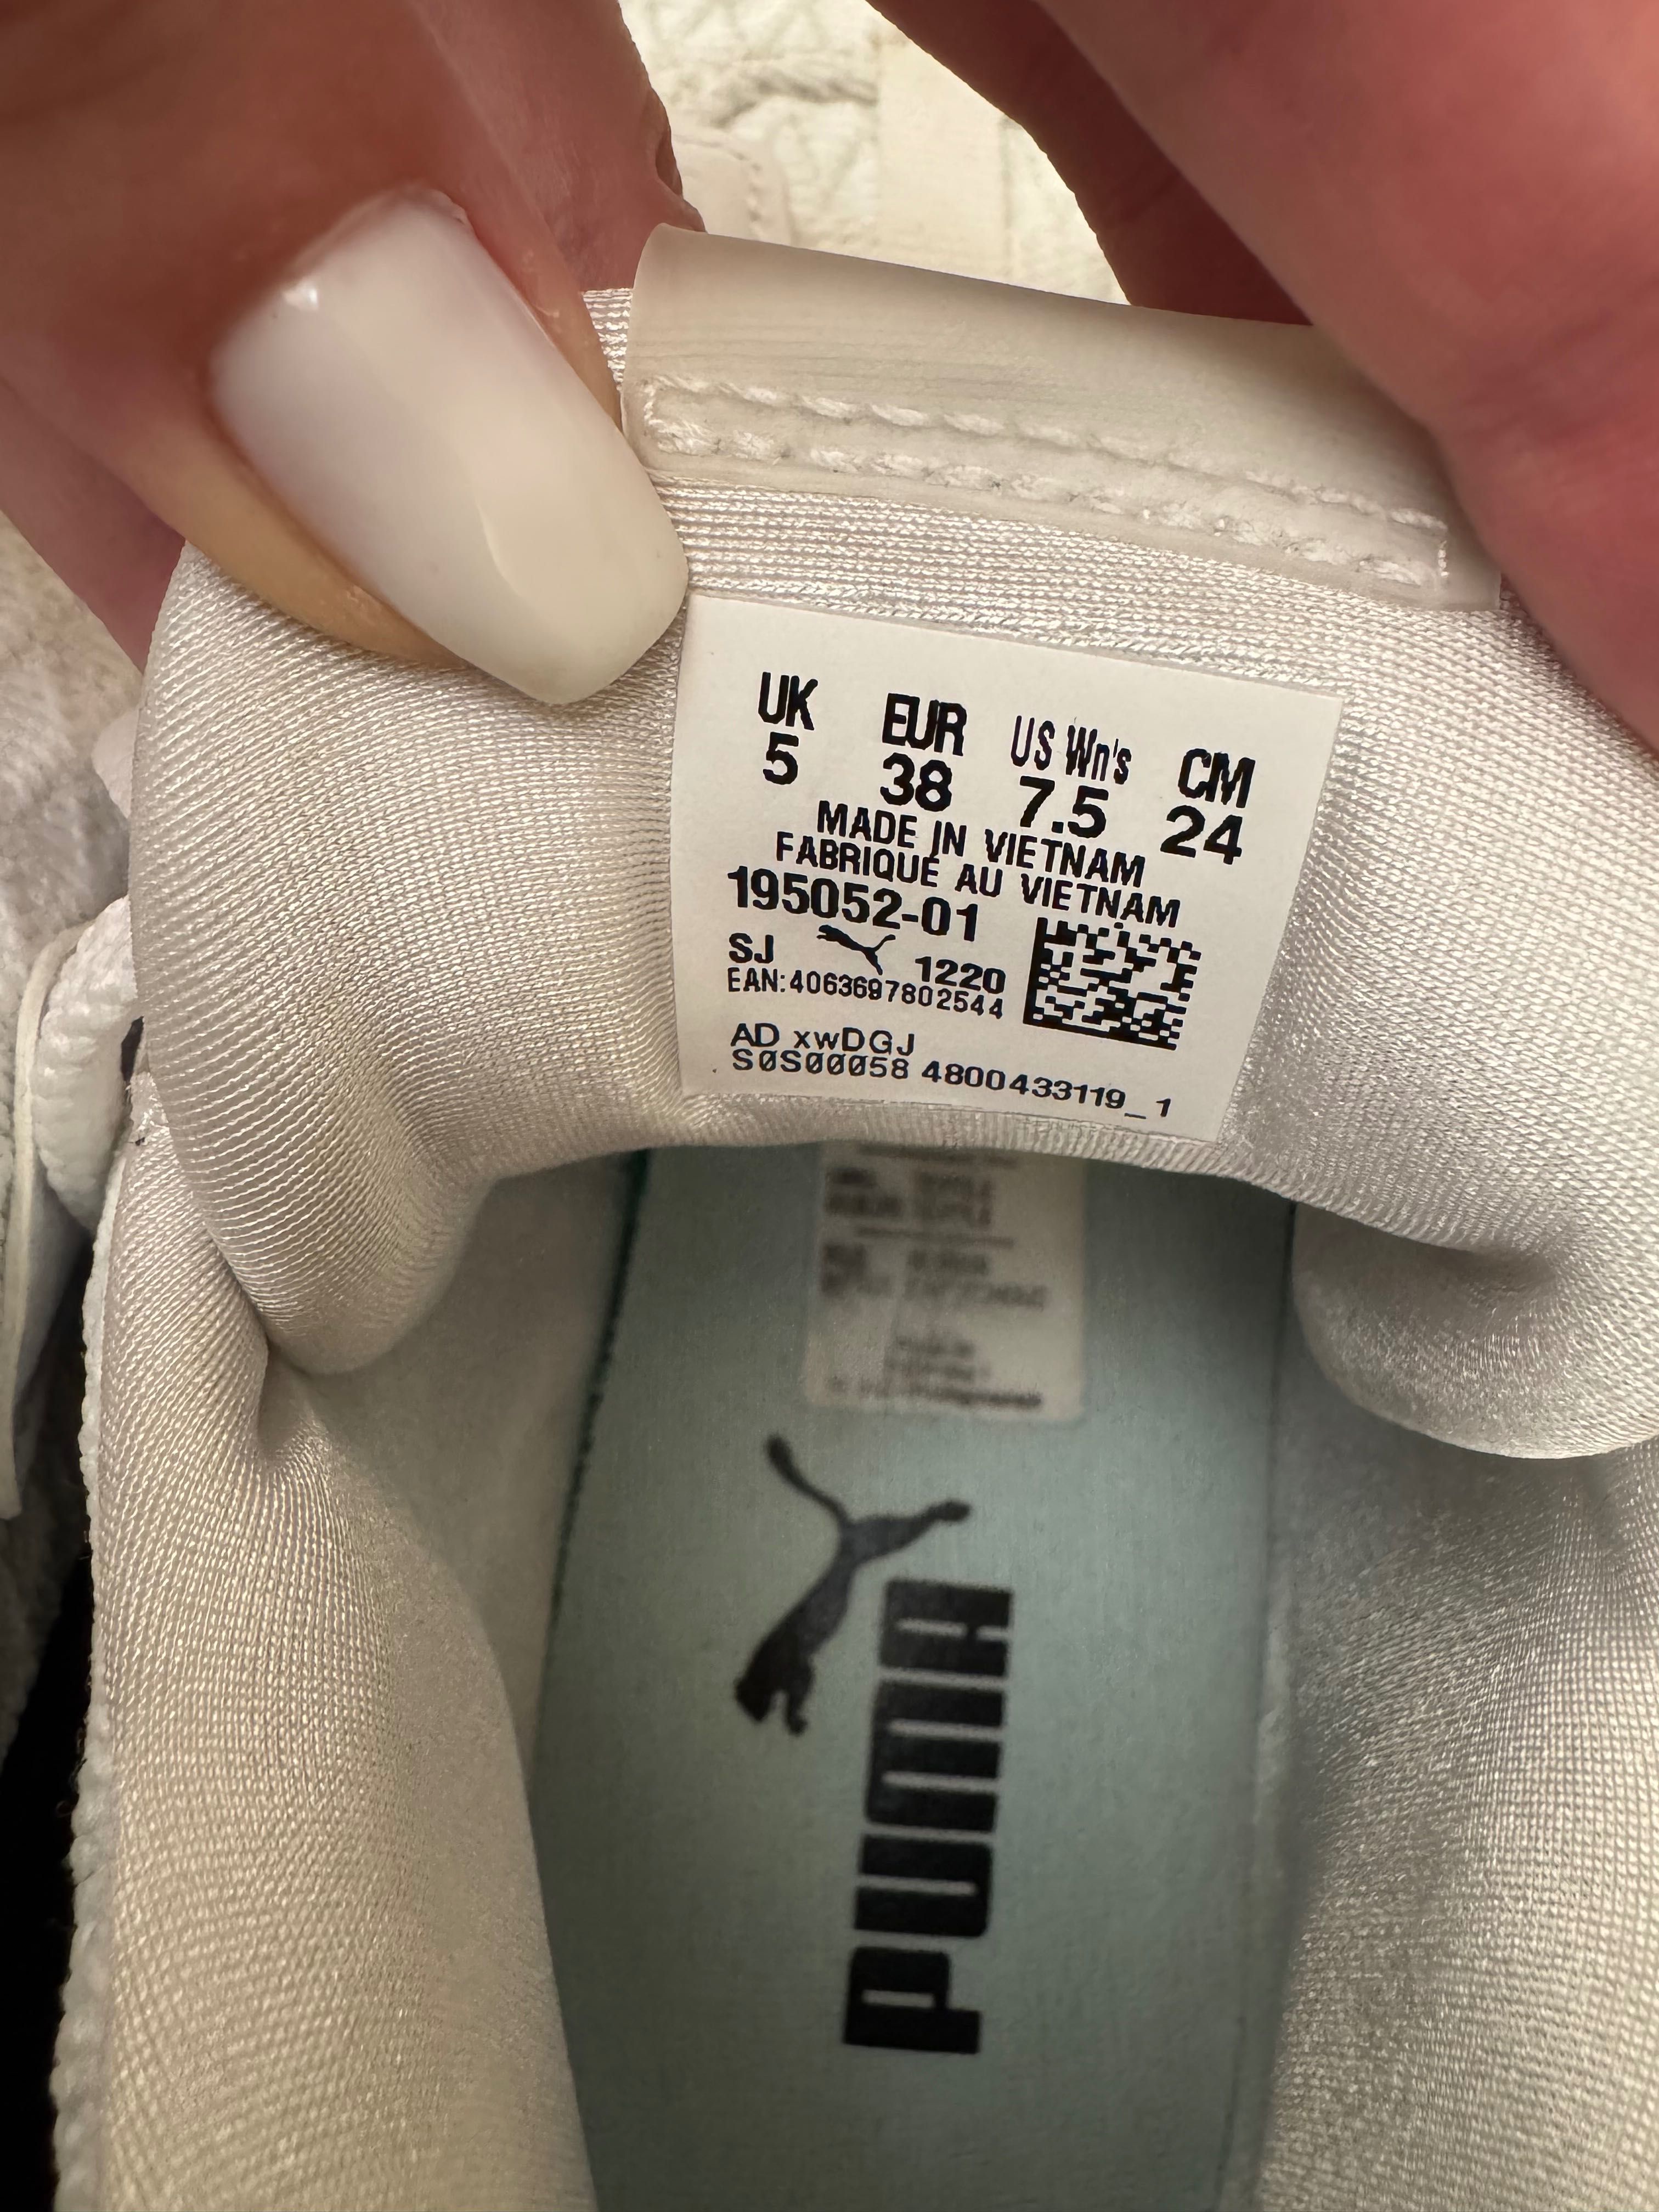 UK EUR US Wn's CM
5 38 7.5 24
MADE IN VIETNAM
FABRIQUÉ AU VIETNAM
195052-01
SJ 1220
EAN:4063697802544
AD xwDGJ
S0S00058 4800433119_1
PUMA